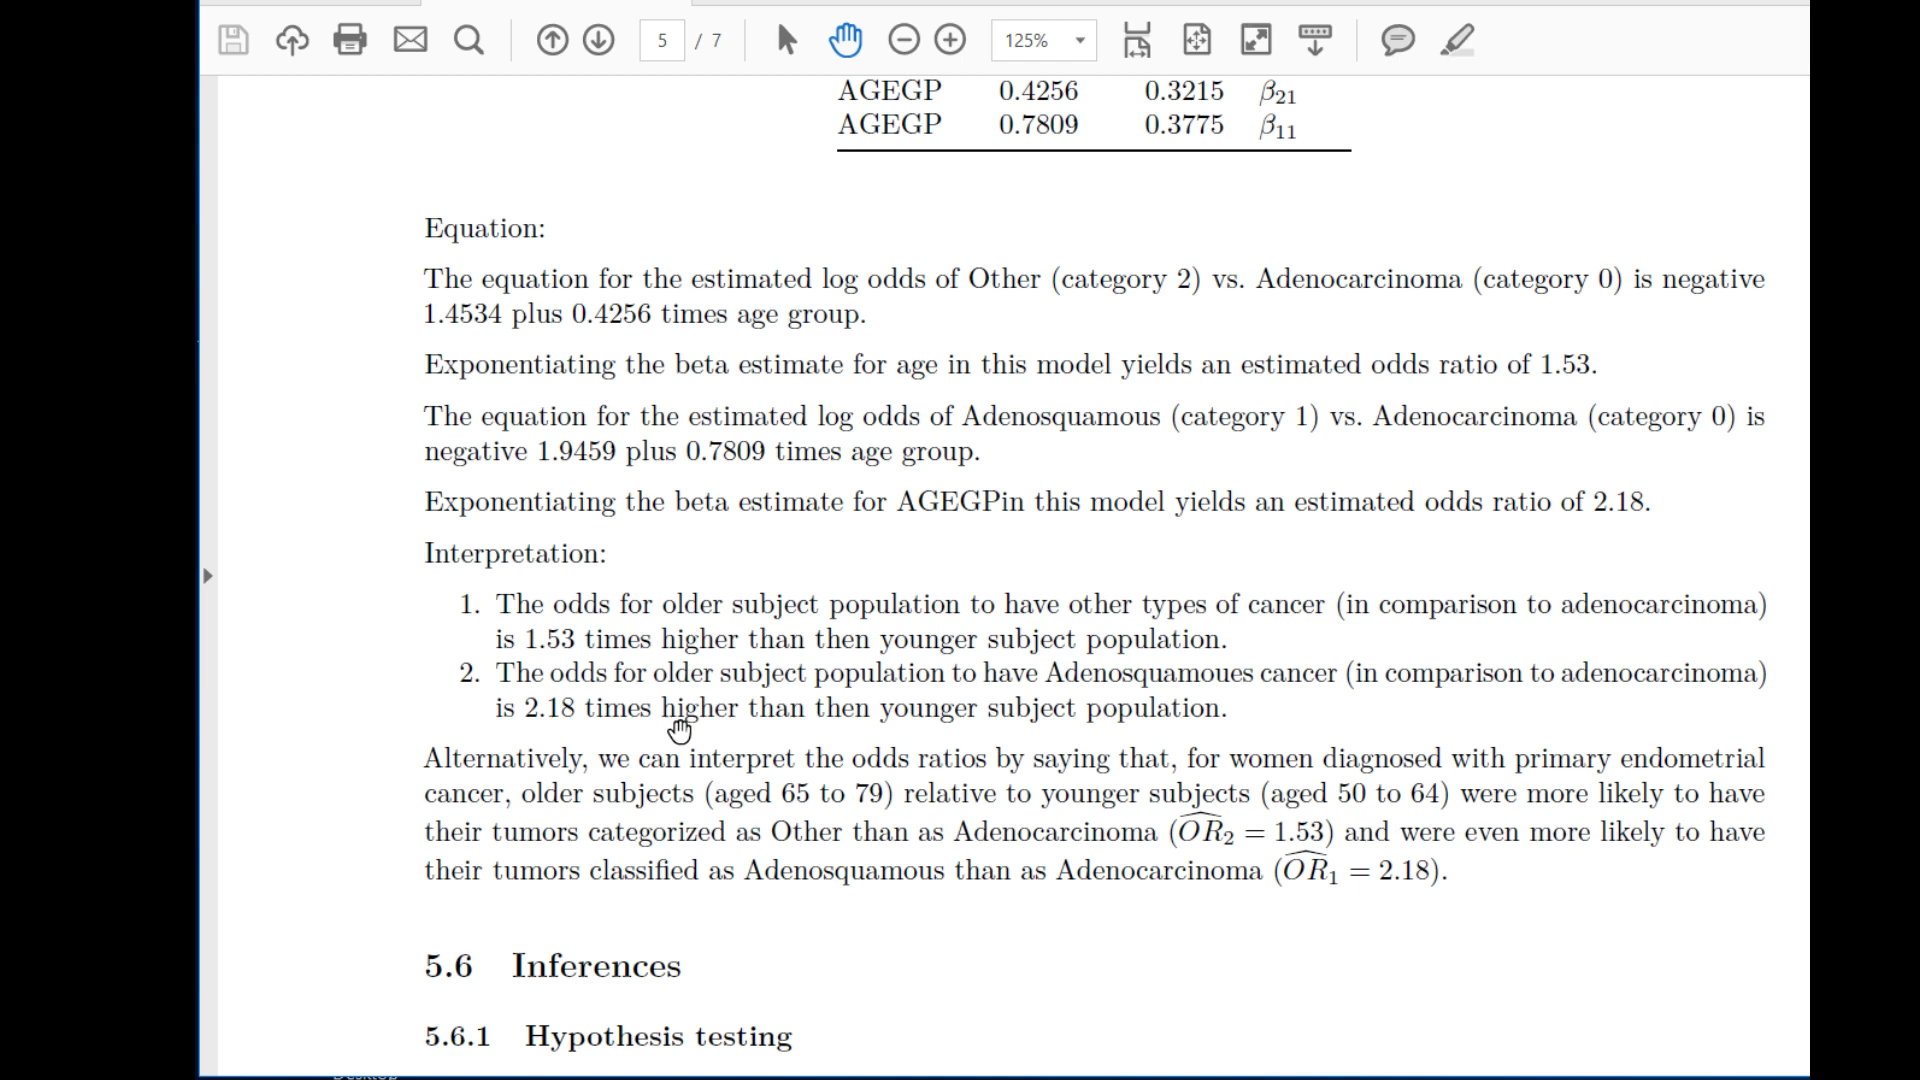 5 / 7 125%
AGEGP 0.4256 0.3215 β21
AGEGP 0.7809 0.3775 β11
Equation:
The equation for the estimated log odds of Other (category 2) vs. Adenocarcinoma (category 0) is negative
1.4534 plus 0.4256 times age group.
Exponentiating the beta estimate for age in this model yields an estimated odds ratio of 1.53.
The equation for the estimated log odds of Adenosquamous (category 1) vs. Adenocarcinoma (category 0) is
negative 1.9459 plus 0.7809 times age group.
Exponentiating the beta estimate for AGEGPin this model yields an estimated odds ratio of 2.18.
Interpretation:
1. The odds for older subject population to have other types of cancer (in comparison to adenocarcinoma)
is 1.53 times higher than then younger subject population.
2. The odds for older subject population to have Adenosquamoues cancer (in comparison to adenocarcinoma)
is 2.18 times higher than then younger subject population.
Alternatively, we can interpret the odds ratios by saying that, for women diagnosed with primary endometrial
cancer, older subjects (aged 65 to 79) relative to younger subjects (aged 50 to 64) were more likely to have
their tumors categorized as Other than as Adenocarcinoma (\widehat{OR}₂ = 1.53) and were even more likely to have
their tumors classified as Adenosquamous than as Adenocarcinoma (\widehat{OR}₁ = 2.18).
5.6 Inferences
5.6.1 Hypothesis testing